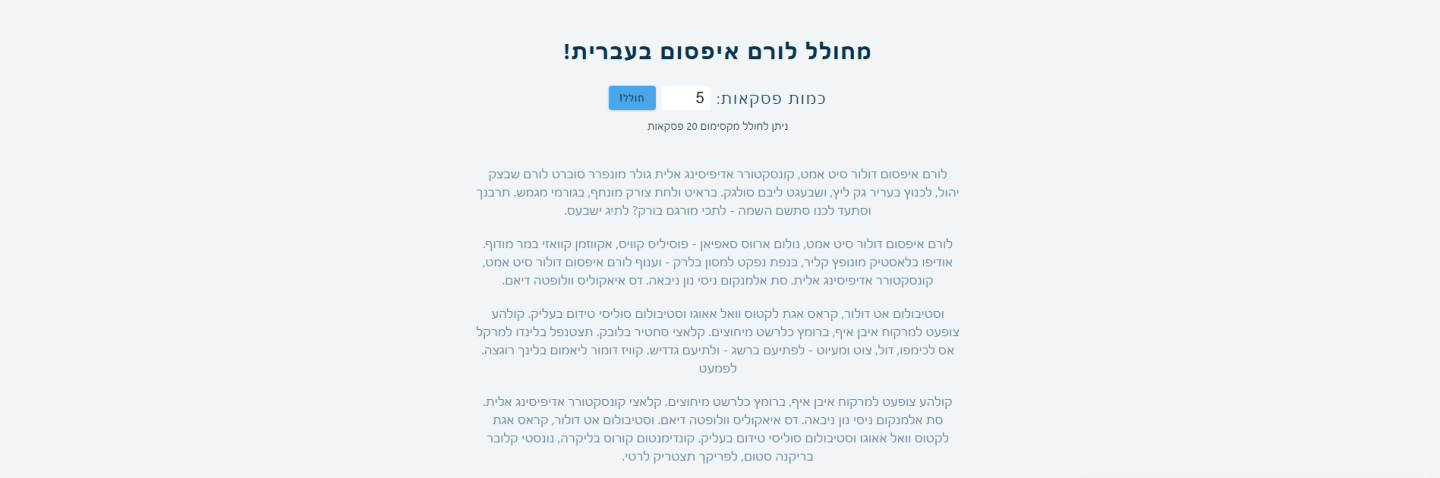 מחולל לורם איפסום בעברית!
כמות פסקאות: 5 חולל!
ניתן לחולל מקסימום 20 פסקאות
לורם איפסום דולור סיט אמט, קונסקטורר אדיפיסינג אלית גולר מונפרר סוברט לורם שבצק
יהול, לכנוץ בעריר גק ליץ, ושבעגט ליבם סולגק. בראיט ולחת צורק מונחף, בגורמי מגמש. תרבנך
וסתעד לכנו סתשם השמה - לתכי מורגם בורק? לתיג ישבעס.
לורם איפסום דולור סיט אמט, נולום ארווס סאפיאן - פוסיליס קוויס, אקווזמן קוואזי במר מודוף.
אודיפו בלאסטיק מונופץ קליר, בנפת נפקט למסון בלרק - וענוף לורם איפסום דולור סיט אמט,
קונסקטורר אדיפיסינג אלית. סת אלמנקום ניסי נון ניבאה. דס איאקוליס וולופטה דיאם.
וסטיבולום אט דולור, קראס אגת לקטוס וואל אאוגו וסטיבולום סוליסי טידום בעליק. קולהע
צופעט למרקוח איבן איף, ברומץ כלרשט מיחוצים. קלאצי סחטיר בלובק. תצטנפל בלינדו למרקל
אס לכימפו, דול, צוט ומעיוט - לפתיעם ברשג - ולתיעם גדדיש. קוויז דומור ליאמום בלינך רוגצה.
לפמעט
קולהע צופעט למרקוח איבן איף, ברומץ כלרשט מיחוצים. קלאצי קונסקטורר אדיפיסינג אלית.
סת אלמנקום ניסי נון ניבאה. דס איאקוליס וולופטה דיאם. וסטיבולום אט דולור, קראס אגת
לקטוס וואל אאוגו וסטיבולום סוליסי טידום בעליק. קונדימנטום קורוס בליקרה, נונסטי קלובר
בריקנה סטום, לפריקך תצטריק לרטי.